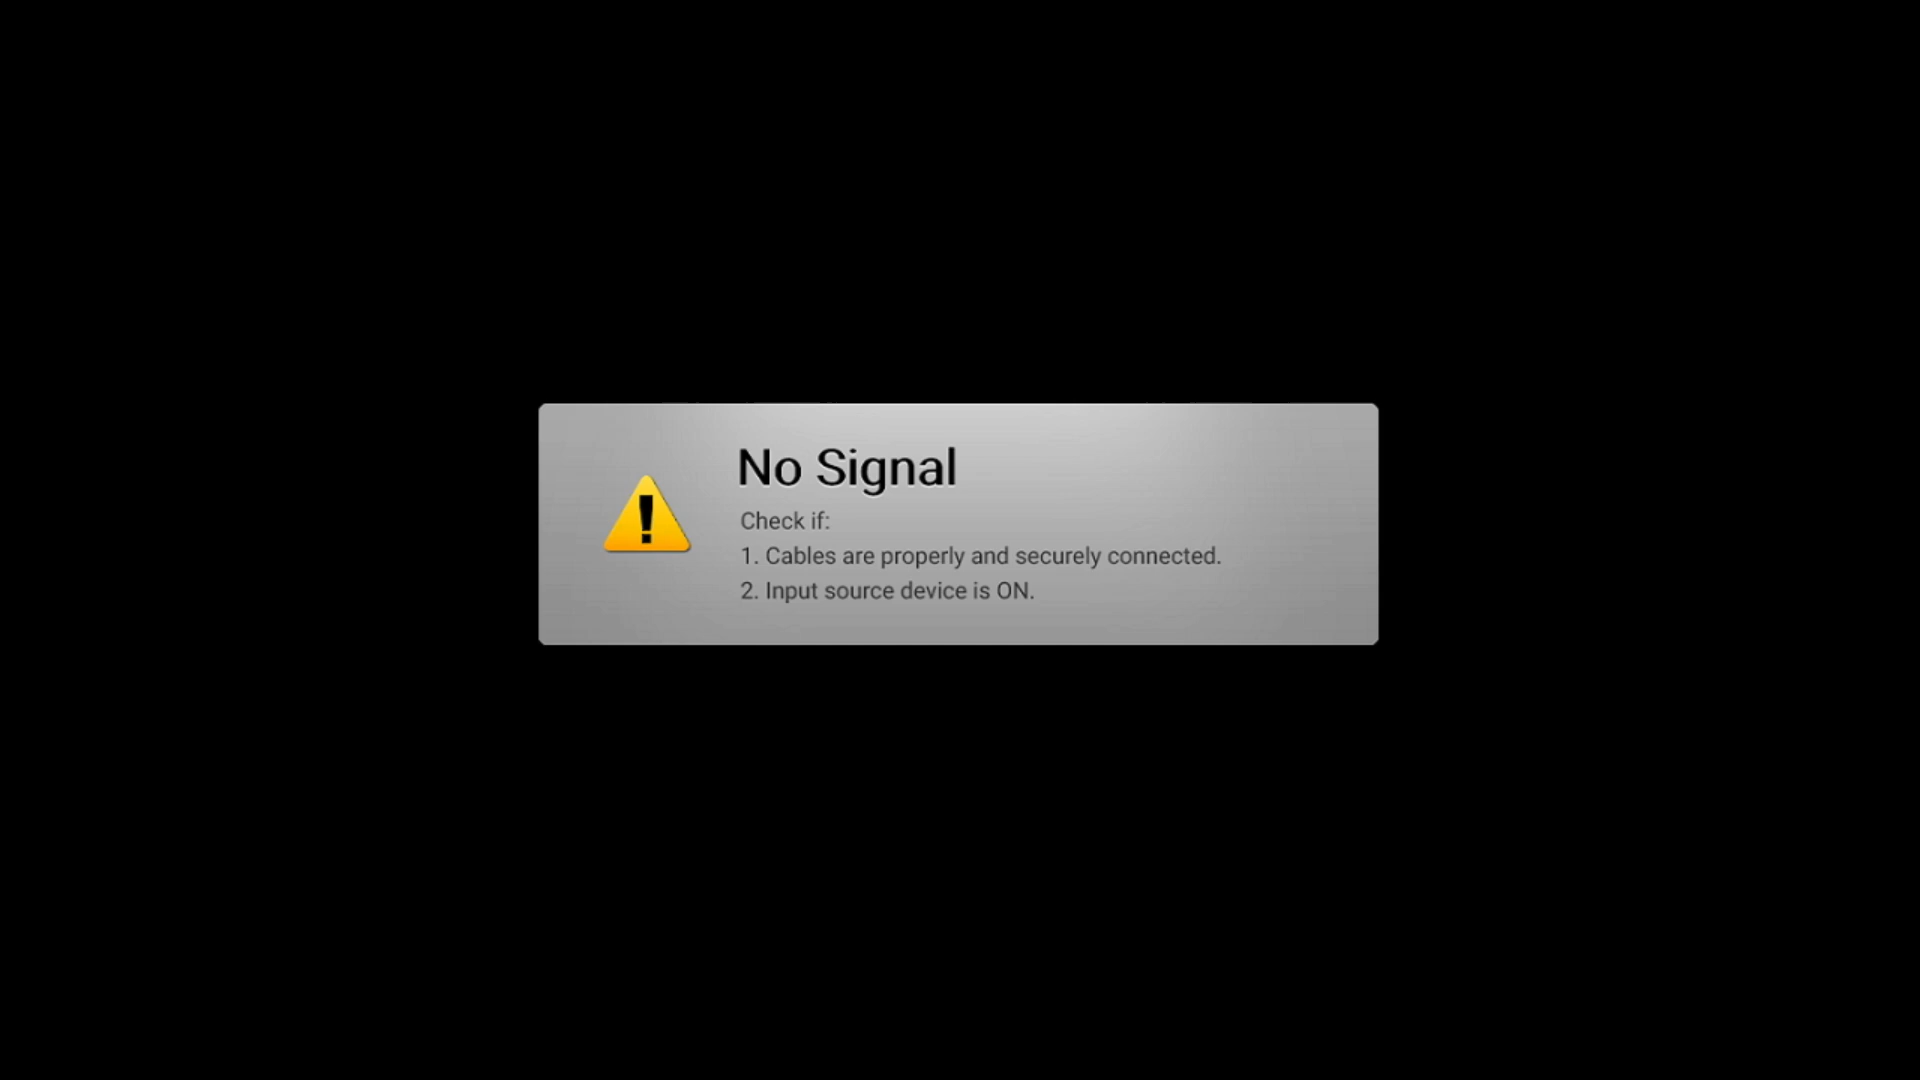 No Signal
Check if:
1. Cables are properly and securely connected.
2. Input source device is ON.